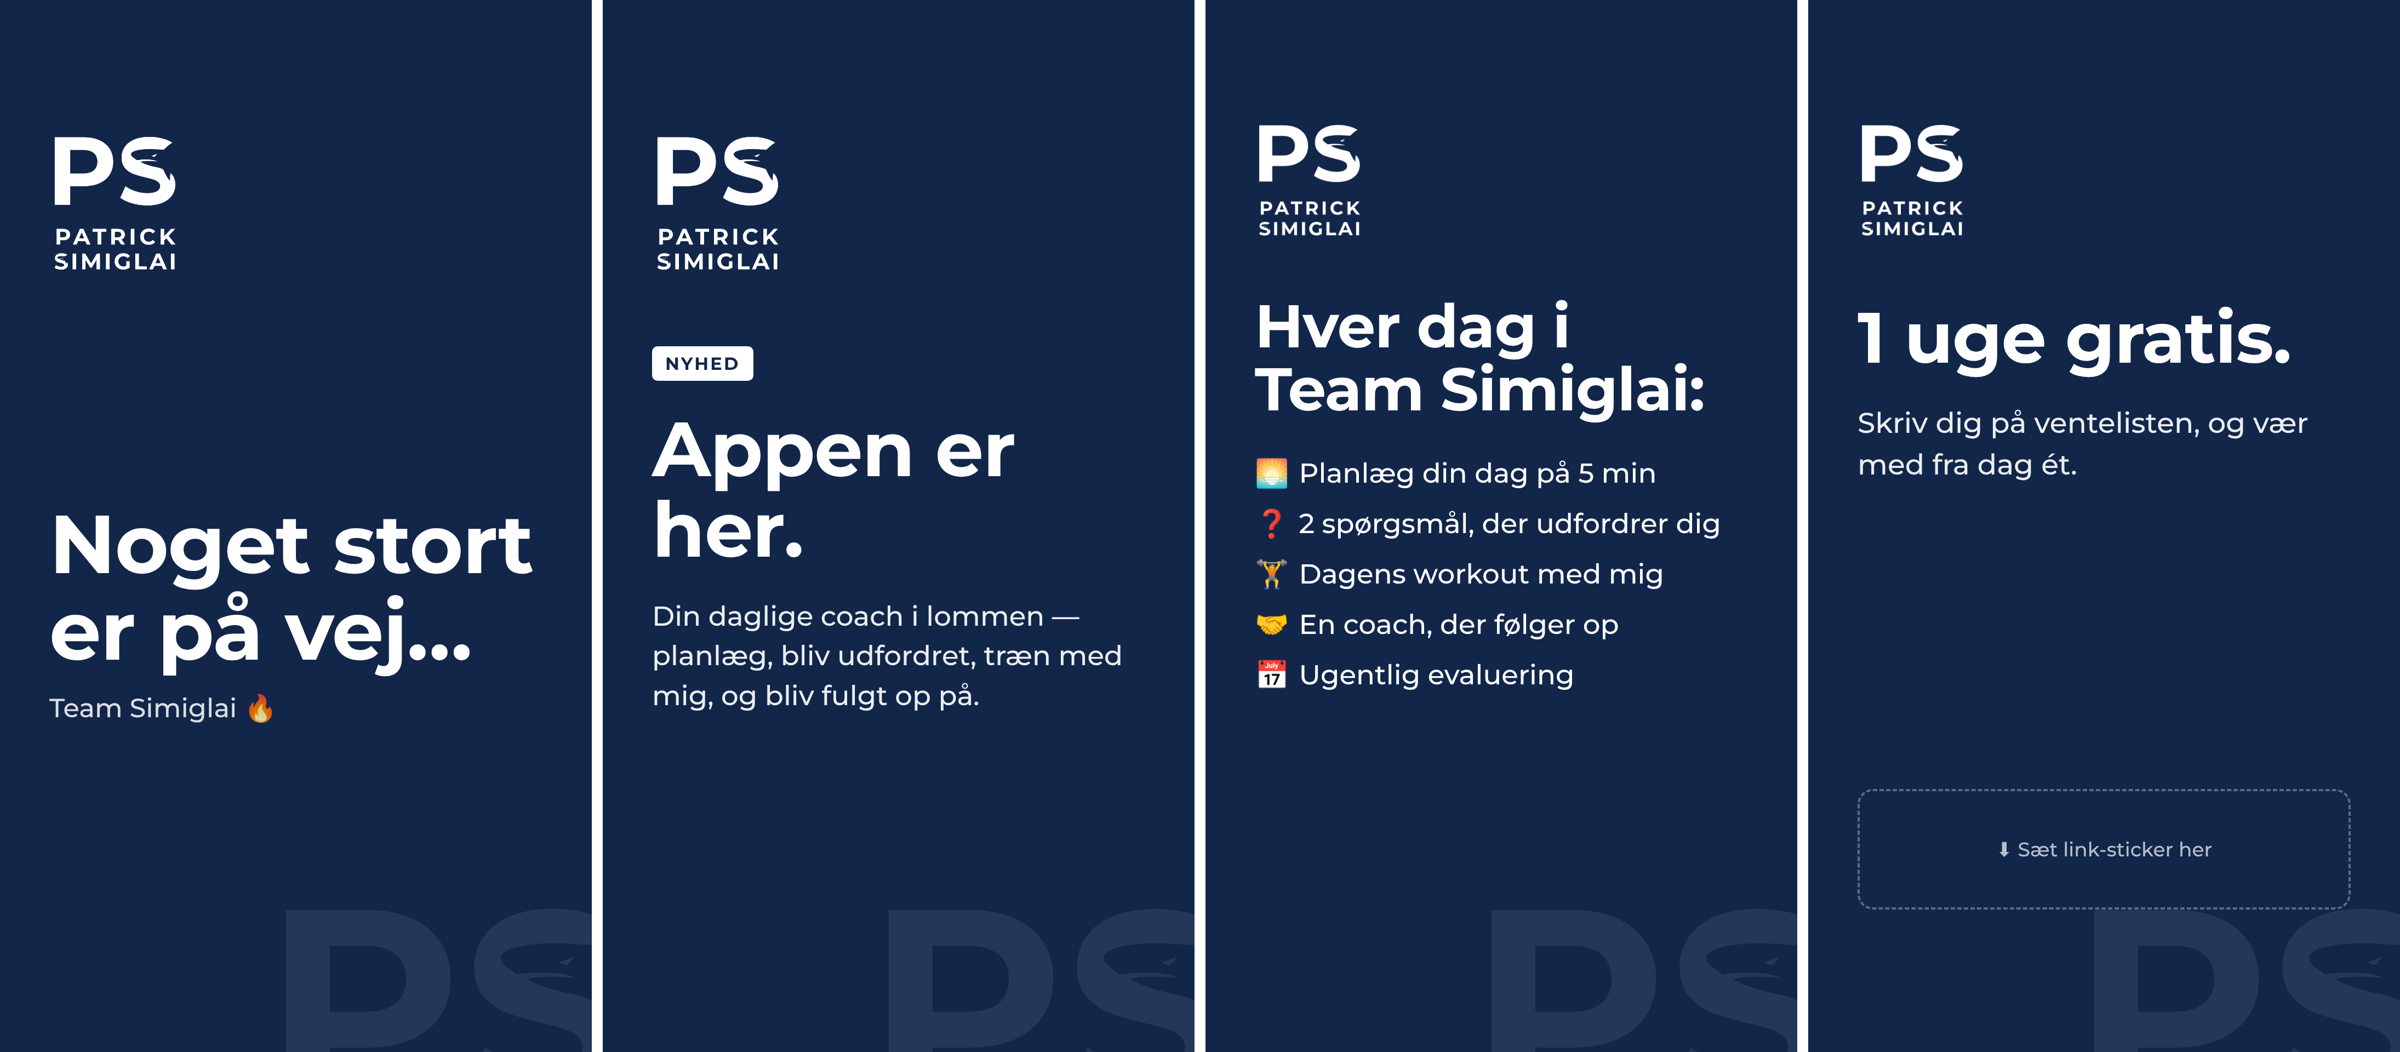 PS
PATRICK
SIMIGLAI
Noget stort
er på vej...
Team Simiglai 🔥
PS
PS
PATRICK
SIMIGLAI
NYHED
Appen er
her.
Din daglige coach i lommen —
planlæg, bliv udfordret, træn med
mig, og bliv fulgt op på.
PS
PS
PATRICK
SIMIGLAI
Hver dag i
Team Simiglai:
🌅 Planlæg din dag på 5 min
❓ 2 spørgsmål, der udfordrer dig
🏋️ Dagens workout med mig
🤝 En coach, der følger op
📅 Ugentlig evaluering
PS
PS
PATRICK
SIMIGLAI
1 uge gratis.
Skriv dig på ventelisten, og vær
med fra dag ét.
⬇ Sæt link-sticker her
PS